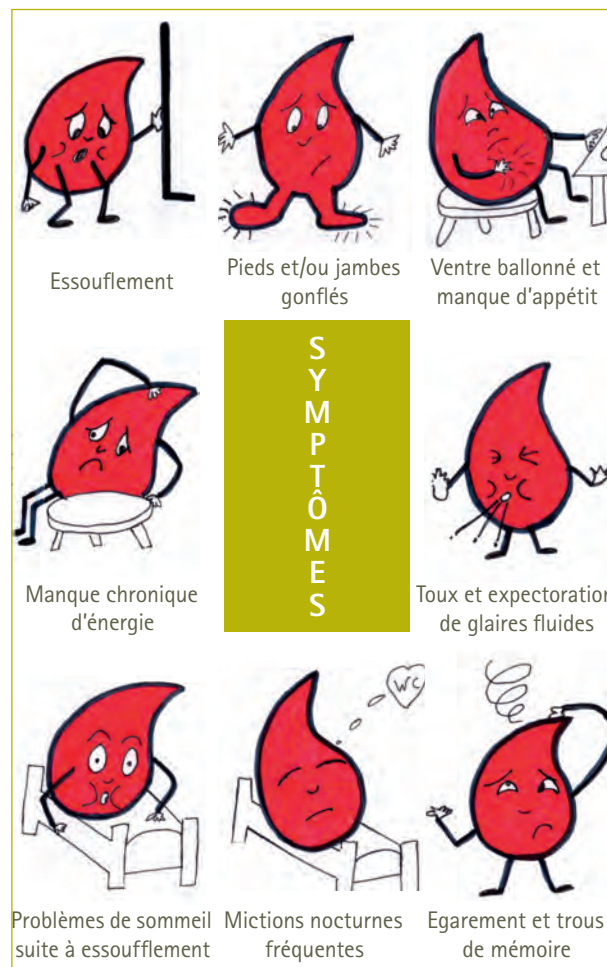 Essouflement
Pieds et/ou jambes
gonflés
Ventre ballonné et
manque d'appétit
SYMPTÔMES
Manque chronique
d'énergie
Toux et expectoration
de glaires fluides
WC
Problèmes de sommeil
suite à essoufflement
Mictions nocturnes
fréquentes
Egarement et trous
de mémoire